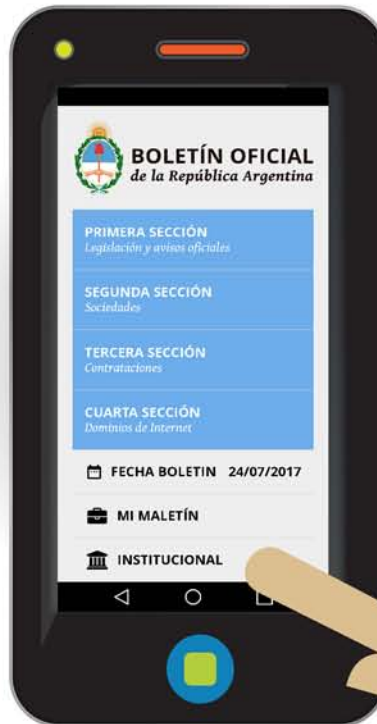 BOLETÍN OFICIAL
de la República Argentina
PRIMERA SECCIÓN
Legislación y avisos oficiales
SEGUNDA SECCIÓN
Sociedades
TERCERA SECCIÓN
Contrataciones
CUARTA SECCIÓN
Dominios de Internet
FECHA BOLETIN 24/07/2017
MI MALETÍN
INSTITUCIONAL